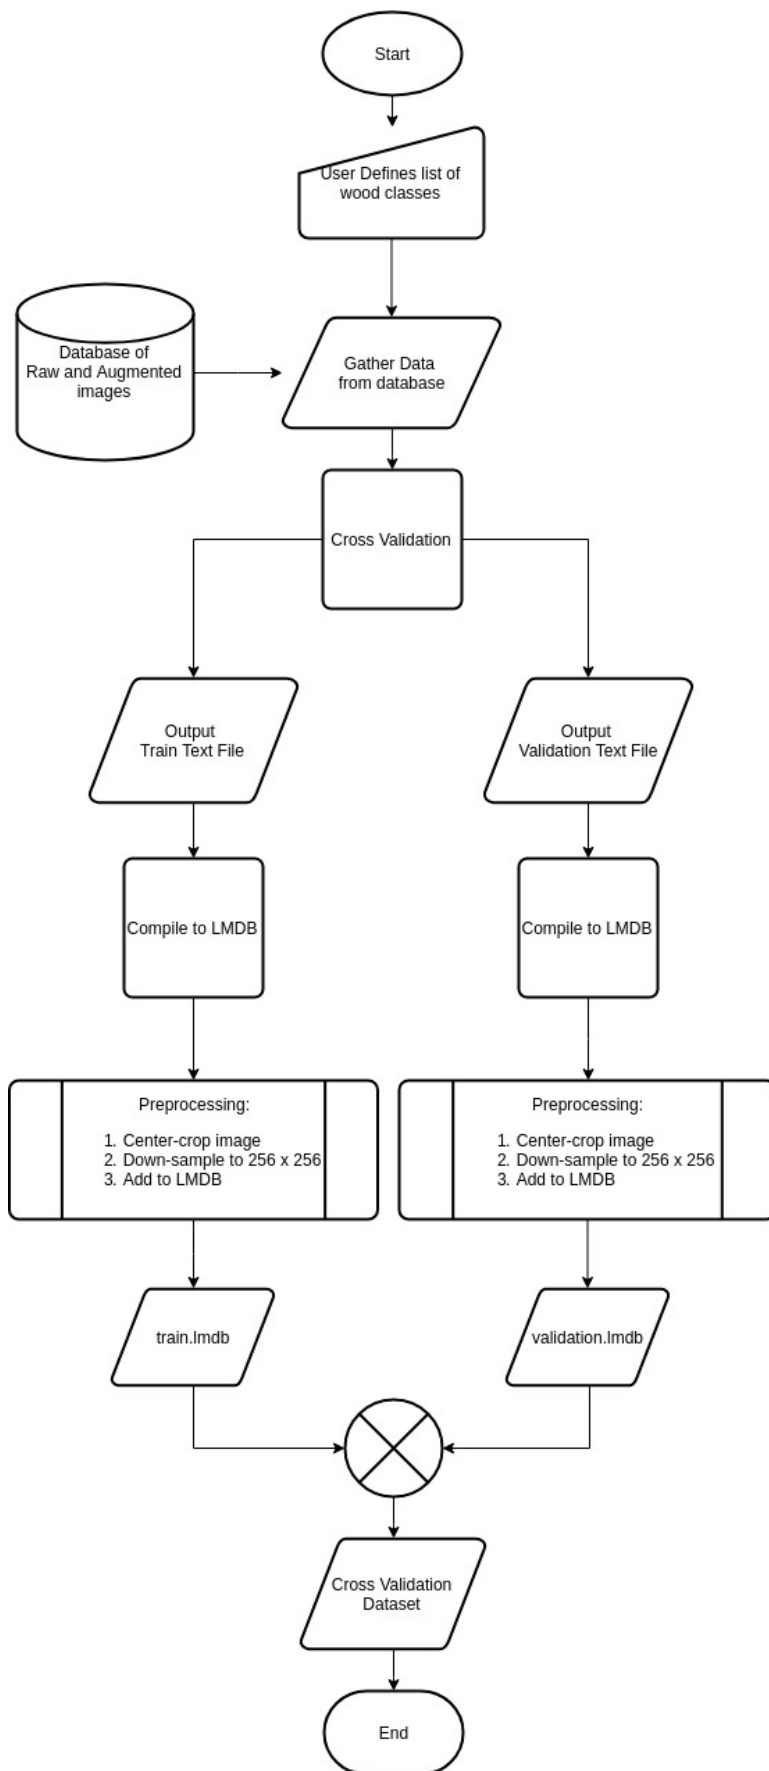 Start
User Defines list of
wood classes
Database of
Raw and Augmented
images
Gather Data
from database
Cross Validation
Output
Train Text File
Output
Validation Text File
Compile to LMDB
Compile to LMDB
Preprocessing:
1. Center-crop image
2. Down-sample to 256 x 256
3. Add to LMDB
Preprocessing:
1. Center-crop image
2. Down-sample to 256 x 256
3. Add to LMDB
train.lmdb
validation.lmdb
Cross Validation
Dataset
End